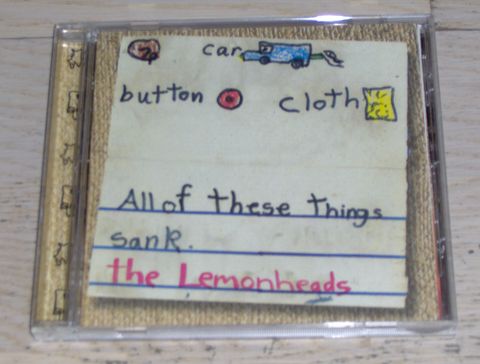 car
button cloth
All of these things
sank.
the Lemonheads